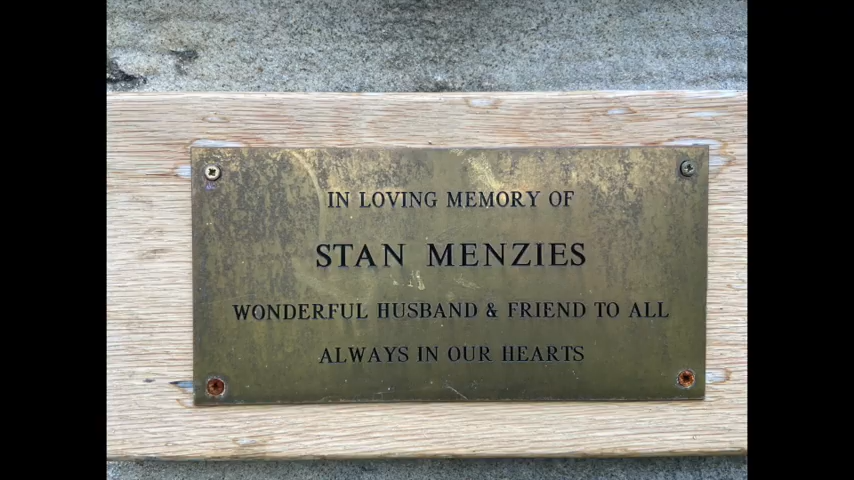 IN LOVING MEMORY OF
STAN MENZIES
WONDERFUL HUSBAND & FRIEND TO ALL
ALWAYS IN OUR HEARTS